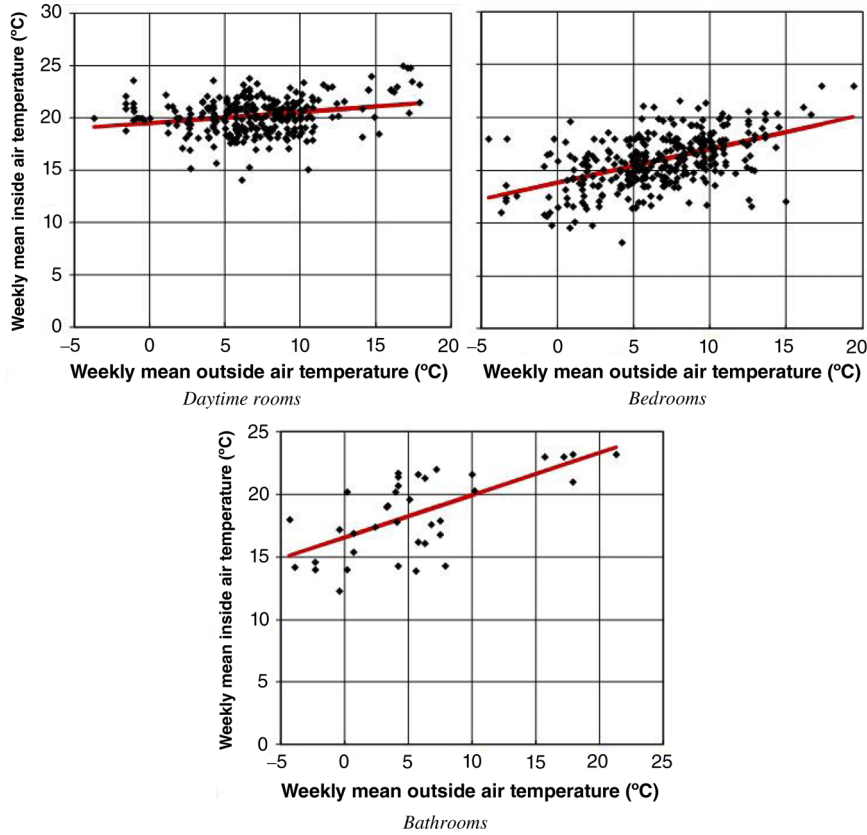 Weekly mean inside air temperature (ºC)
30
25
20
15
10
5
0
–5 0 5 10 15 20
Weekly mean outside air temperature (ºC)
Daytime rooms
–5 0 5 10 15 20
Weekly mean outside air temperature (ºC)
Bedrooms
Weekly mean inside air temperature (ºC)
25
20
15
10
5
0
–5 0 5 10 15 20 25
Weekly mean outside air temperature (ºC)
Bathrooms